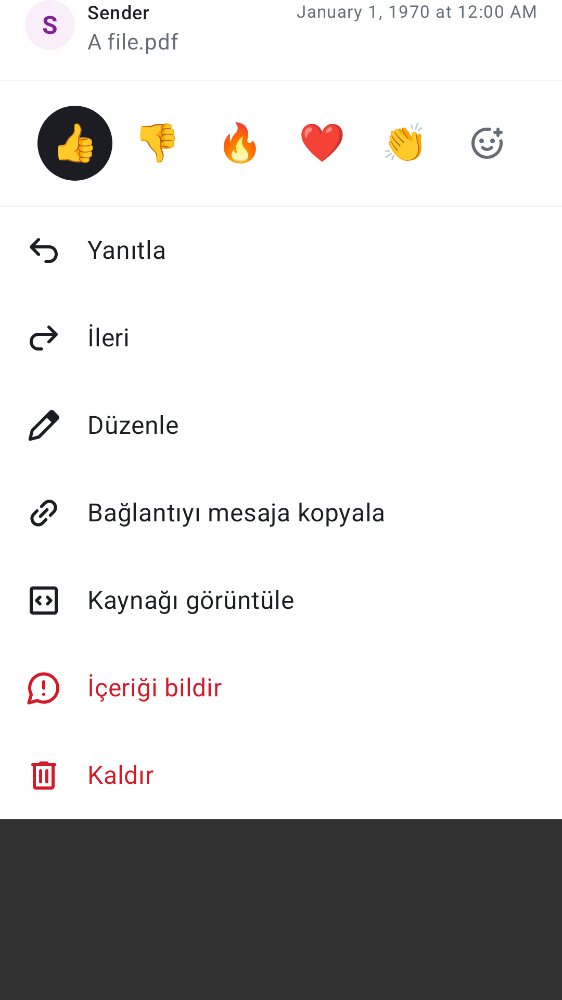 S
Sender
January 1, 1970 at 12:00 AM
A file.pdf
Yanıtla
İleri
Düzenle
Bağlantıyı mesaja kopyala
Kaynağı görüntüle
İçeriği bildir
Kaldır